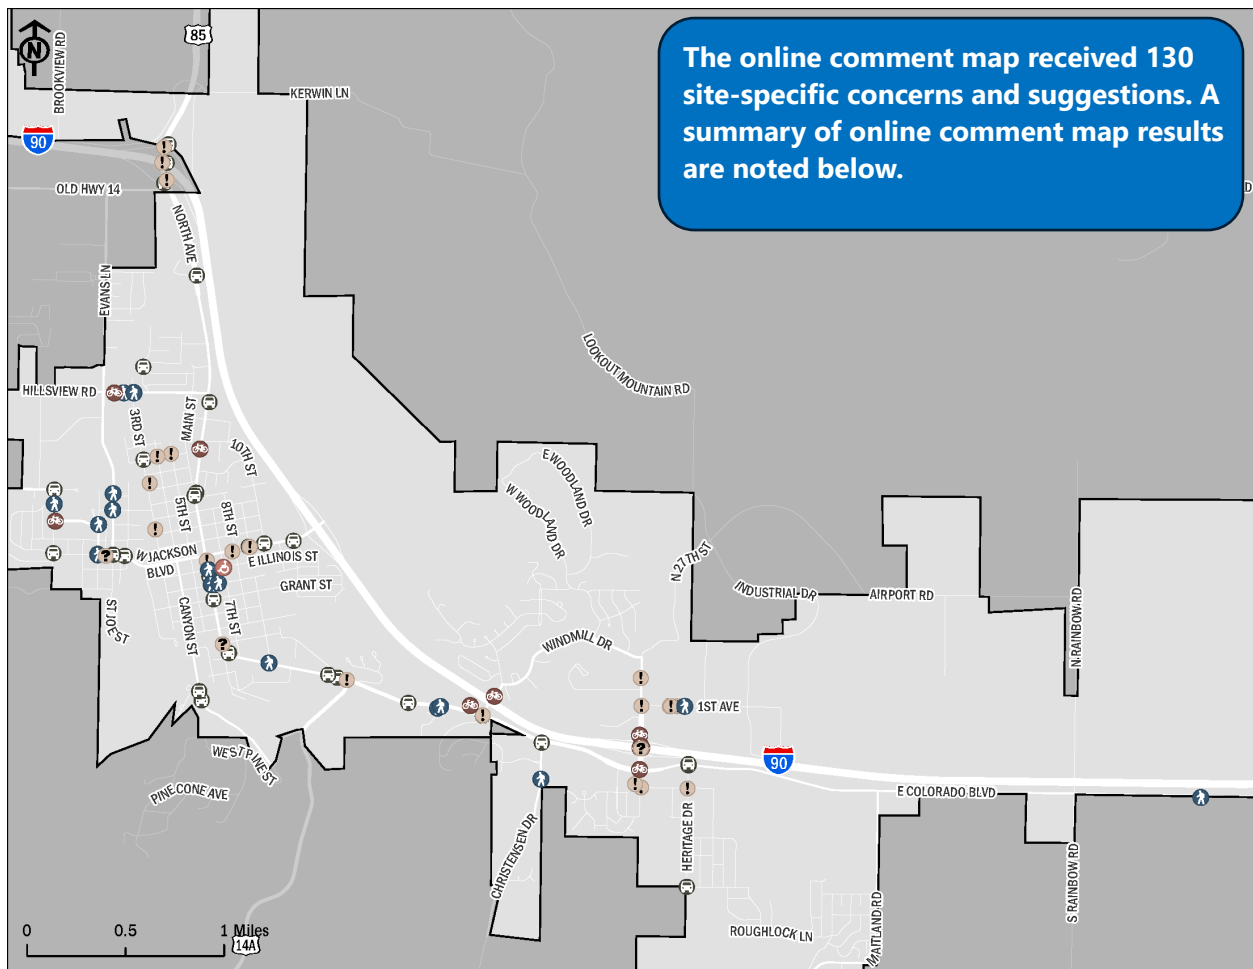 The online comment map received 130
site-specific concerns and suggestions. A
summary of online comment map results
are noted below.
N
BROOKVIEW RD
85
KERWIN LN
90
OLD HWY 14
NORTH AVE
EVANS LN
LOOKOUT MOUNTAIN RD
HILLSVIEW RD
3RD ST
MAIN ST
10TH ST
E WOODLAND DR
W WOODLAND DR
5TH ST
8TH ST
W JACKSON
BLVD
E ILLINOIS ST
GRANT ST
N 27TH ST
INDUSTRIAL DR
AIRPORT RD
N RAINBOW RD
ST JOE ST
CANYON ST
7TH ST
WINDMILL DR
1ST AVE
WEST PINE ST
PINE CONE AVE
90
E COLORADO BLVD
CHRISTENSEN DR
HERITAGE DR
S RAINBOW RD
MAITLAND RD
ROUGHLOCK LN
0 0.5 1 Miles
14A